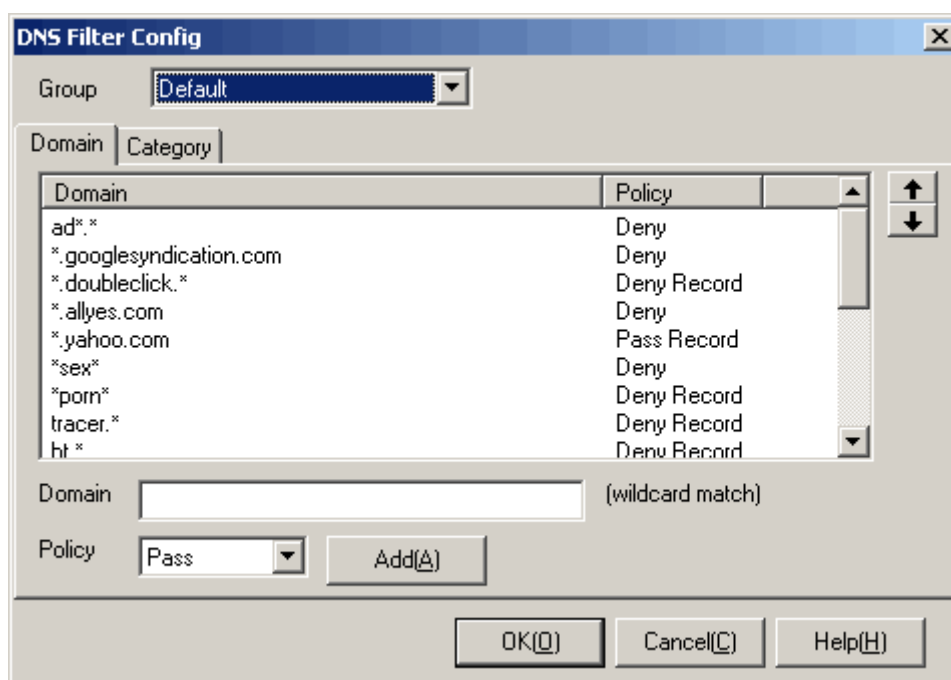 DNS Filter Config
Group Default
Domain Category
Domain Policy
ad*.* Deny
*.googlesyndication.com Deny
*.doubleclick.* Deny Record
*.allyes.com Deny
*.yahoo.com Pass Record
*sex* Deny
*porn* Deny Record
tracer.* Deny Record
bt.* Deny Record
Domain (wildcard match)
Policy Pass Add(A)
OK(O) Cancel(C) Help(H)